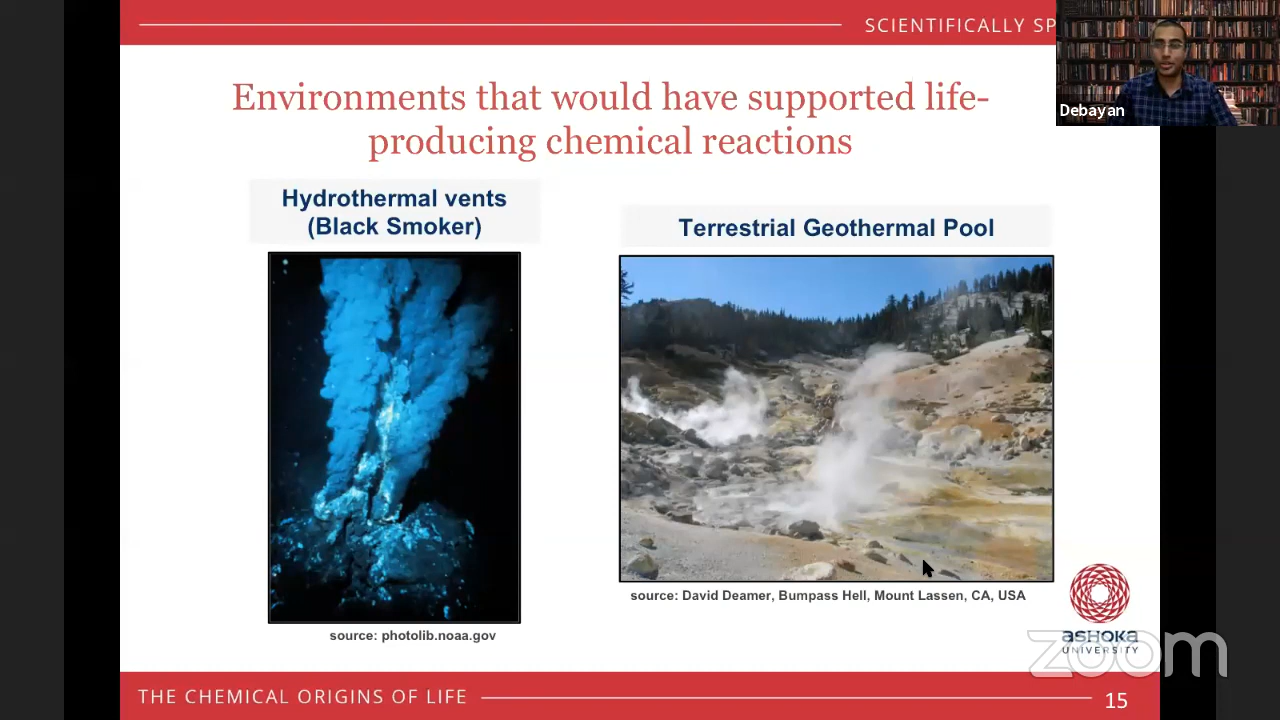 SCIENTIFICALLY SP
Debayan
Environments that would have supported life-
producing chemical reactions
Hydrothermal vents
(Black Smoker)
Terrestrial Geothermal Pool
source: David Deamer, Bumpass Hell, Mount Lassen, CA, USA
source: photolib.noaa.gov
ASHOKA
UNIVERSITY
zoom
THE CHEMICAL ORIGINS OF LIFE
15